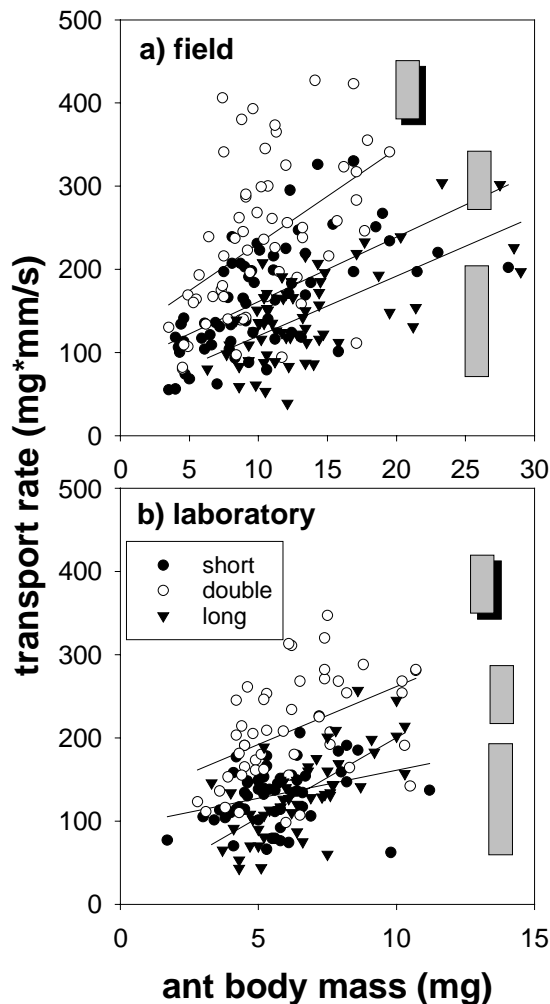 500
a) field
400
300
200
100
0
0 5 10 15 20 25 30
transport rate (mg*mm/s)
500
b) laboratory
short
double
long
400
300
200
100
0
0 5 10 15
ant body mass (mg)